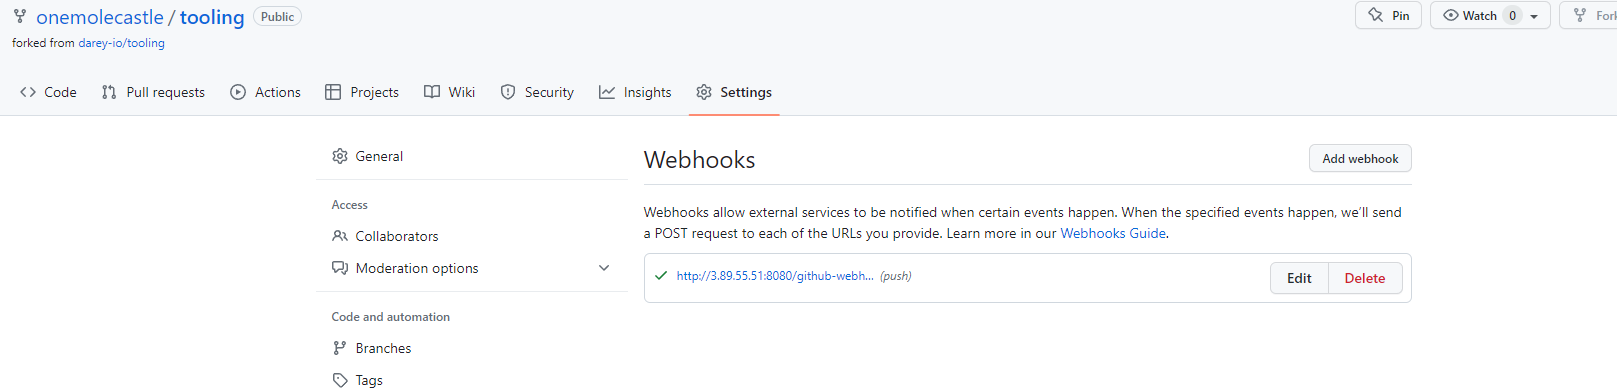 onemolecastle / tooling Public
Pin Watch 0 Fork
forked from darey-io/tooling
Code Pull requests Actions Projects Wiki Security Insights Settings
General
Access
Collaborators
Moderation options
Code and automation
Branches
Tags
Webhooks
Add webhook
Webhooks allow external services to be notified when certain events happen. When the specified events happen, we’ll send
a POST request to each of the URLs you provide. Learn more in our Webhooks Guide.
http://3.89.55.51:8080/github-webh... (push)
Edit Delete